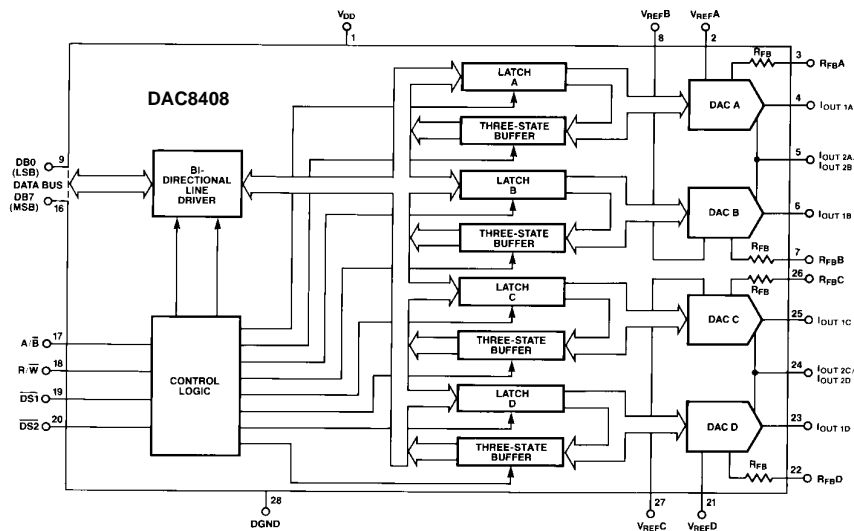 VDD
1
VREFB
8
VREFA
2
DAC8408
RFB
3
RFBA
LATCH
A
DAC A
4
IOUT 1A
THREE-STATE
BUFFER
5
IOUT 2A/
IOUT 2B
DB0
(LSB)
9
DATA BUS
DB7
(MSB)
16
BI-
DIRECTIONAL
LINE
DRIVER
LATCH
B
DAC B
6
IOUT 1B
THREE-STATE
BUFFER
RFB
7
RFBB
RFB
26
RFBC
LATCH
C
DAC C
25
IOUT 1C
THREE-STATE
BUFFER
24
IOUT 2C/
IOUT 2D
A/B̅
17
R/W̅
18
D̅S̅1̅
19
D̅S̅2̅
20
CONTROL
LOGIC
LATCH
D
DAC D
23
IOUT 1D
THREE-STATE
BUFFER
RFB
22
RFBD
28
DGND
27
VREFC
21
VREFD